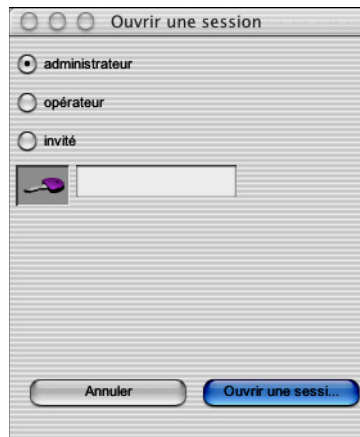 Ouvrir une session
administrateur
opérateur
invité
Annuler
Ouvrir une sessi...